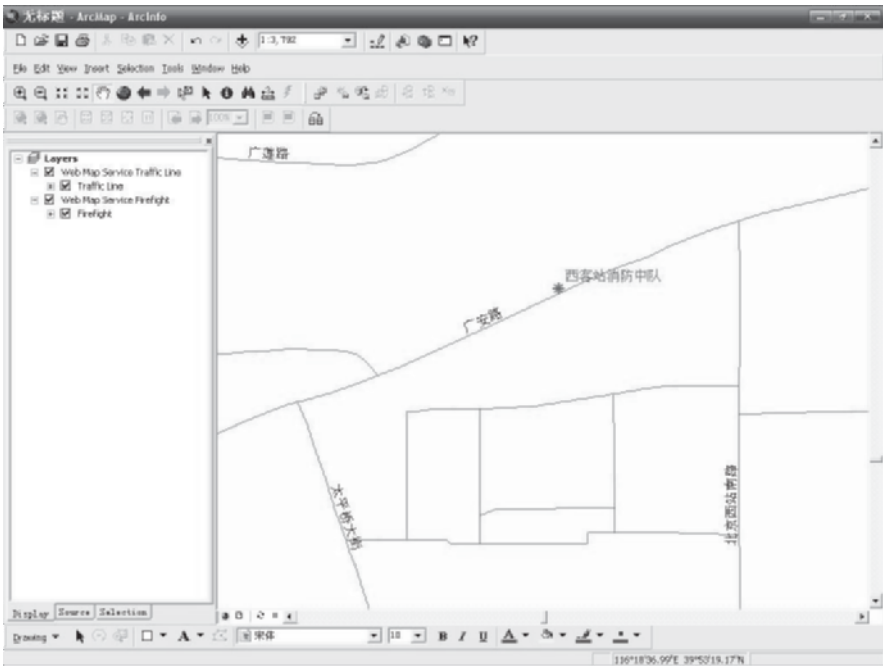 无标题 - ArcMap - ArcInfo
1:3,782
File Edit View Insert Selection Tools Window Help
100%
Layers
Web Map Service Traffic Line
Traffic Line
Web Map Service Firefight
Firefight
广莲路
西客站消防中队
广安路
太平桥大街
北京西站南路
Display Source Selection
Drawing A 宋体 10 B I U A
116°18'36.99"E 39°53'19.17"N